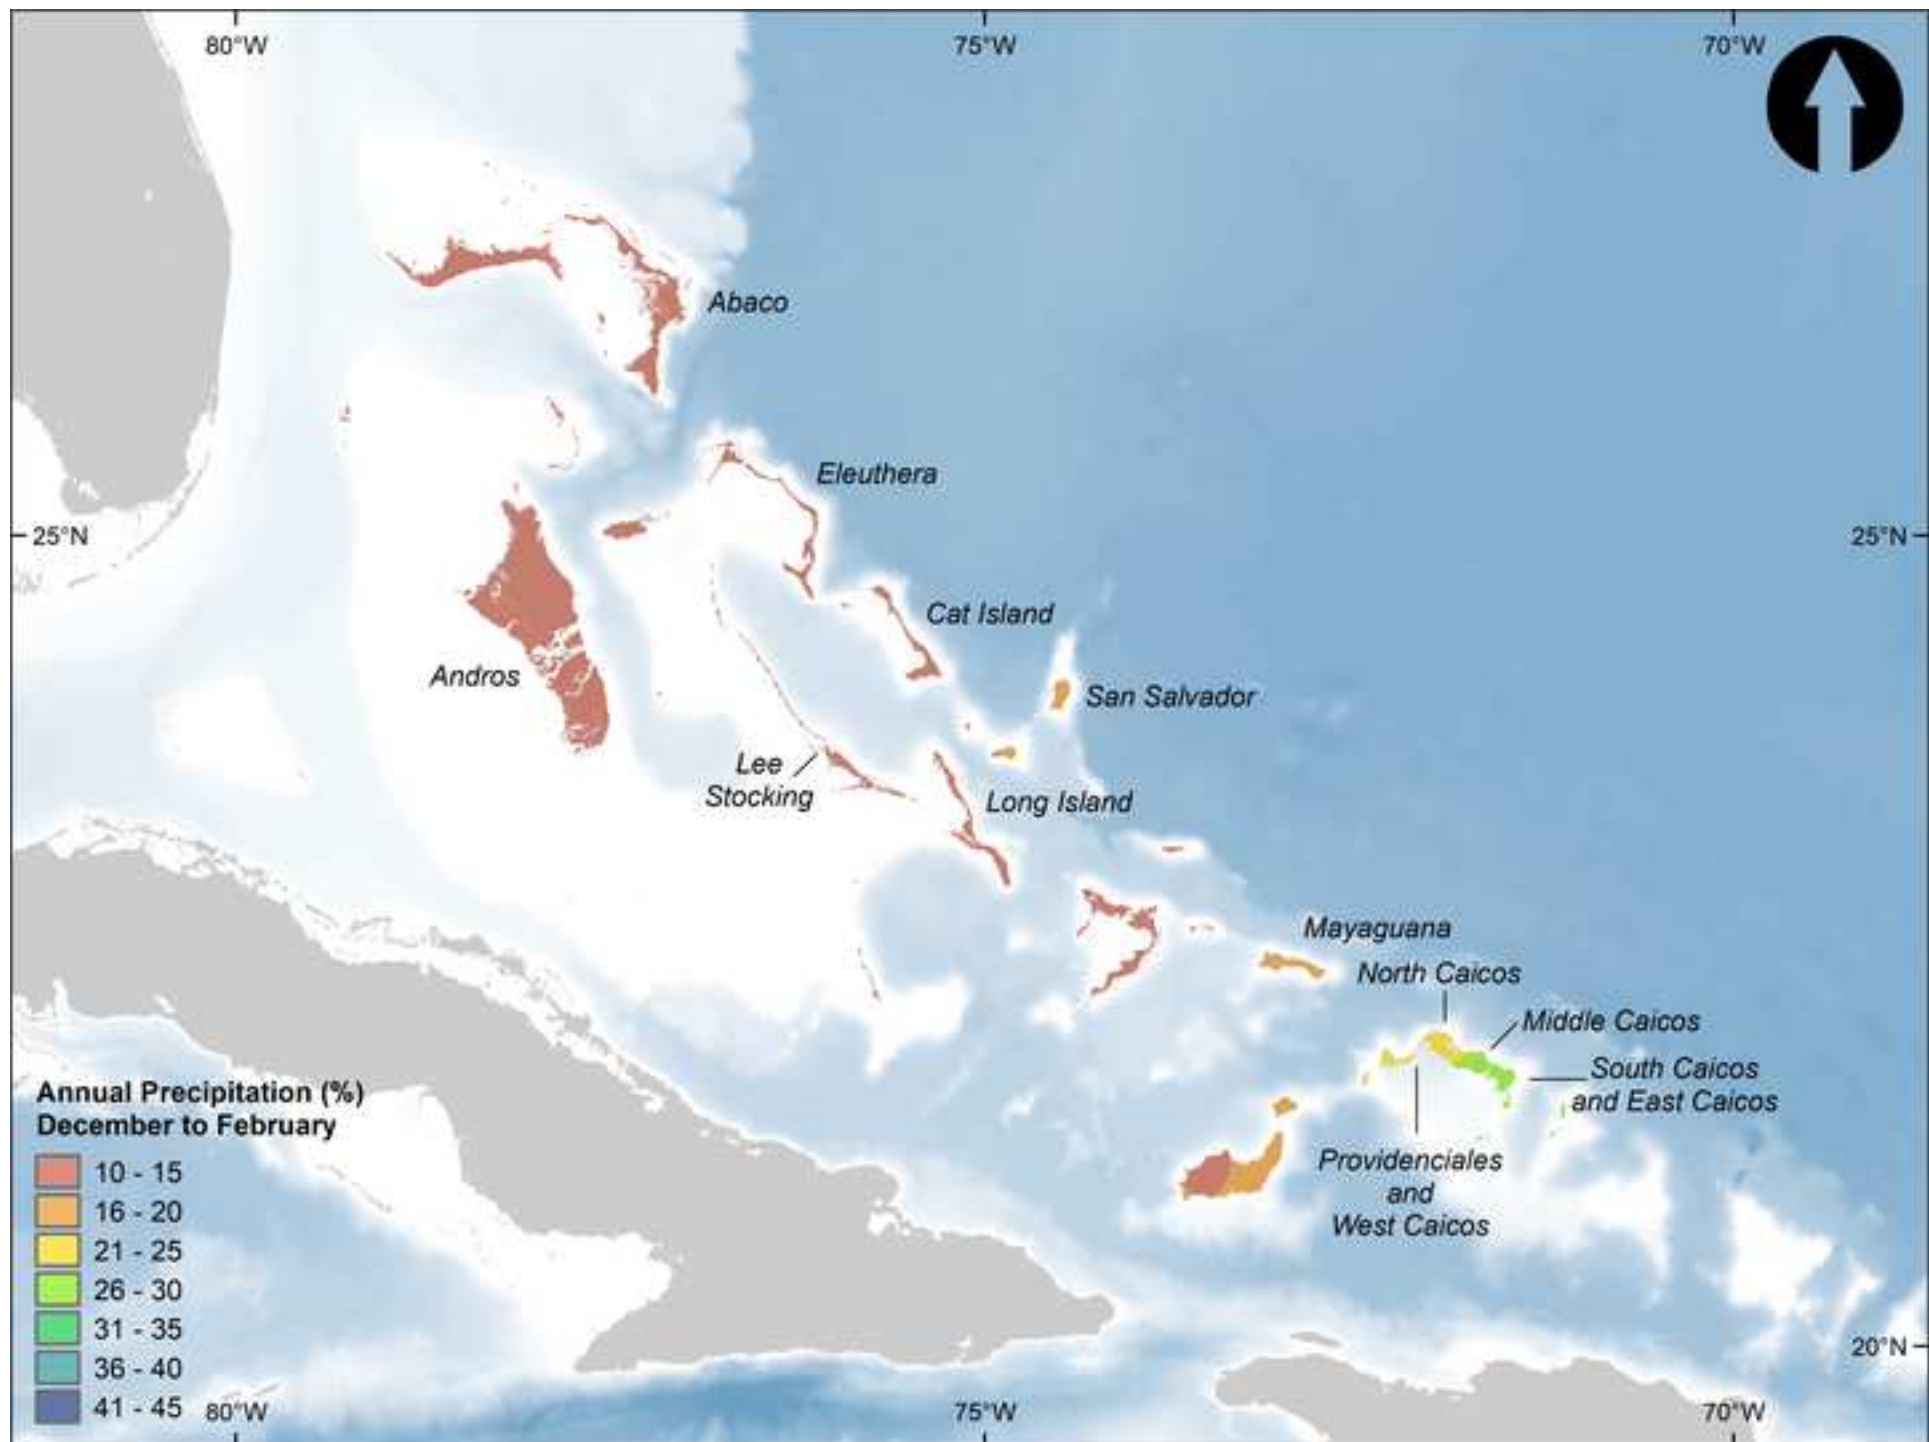 80°W
75°W
70°W
Abaco
Eleuthera
25°N
25°N
Cat Island
Andros
San Salvador
Lee
Stocking
Long Island
Mayaguana
North Caicos
Middle Caicos
South Caicos
and East Caicos
Providenciales
and
West Caicos
Annual Precipitation (%)
December to February
10 - 15
16 - 20
21 - 25
26 - 30
31 - 35
36 - 40
41 - 45
20°N
80°W
75°W
70°W